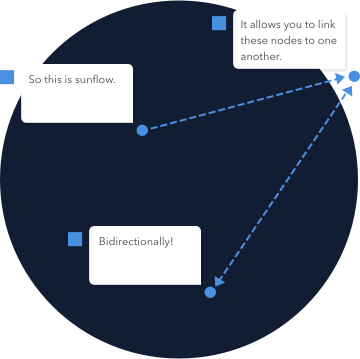 So this is sunflow.
It allows you to link
these nodes to one
another.
Bidirectionally!